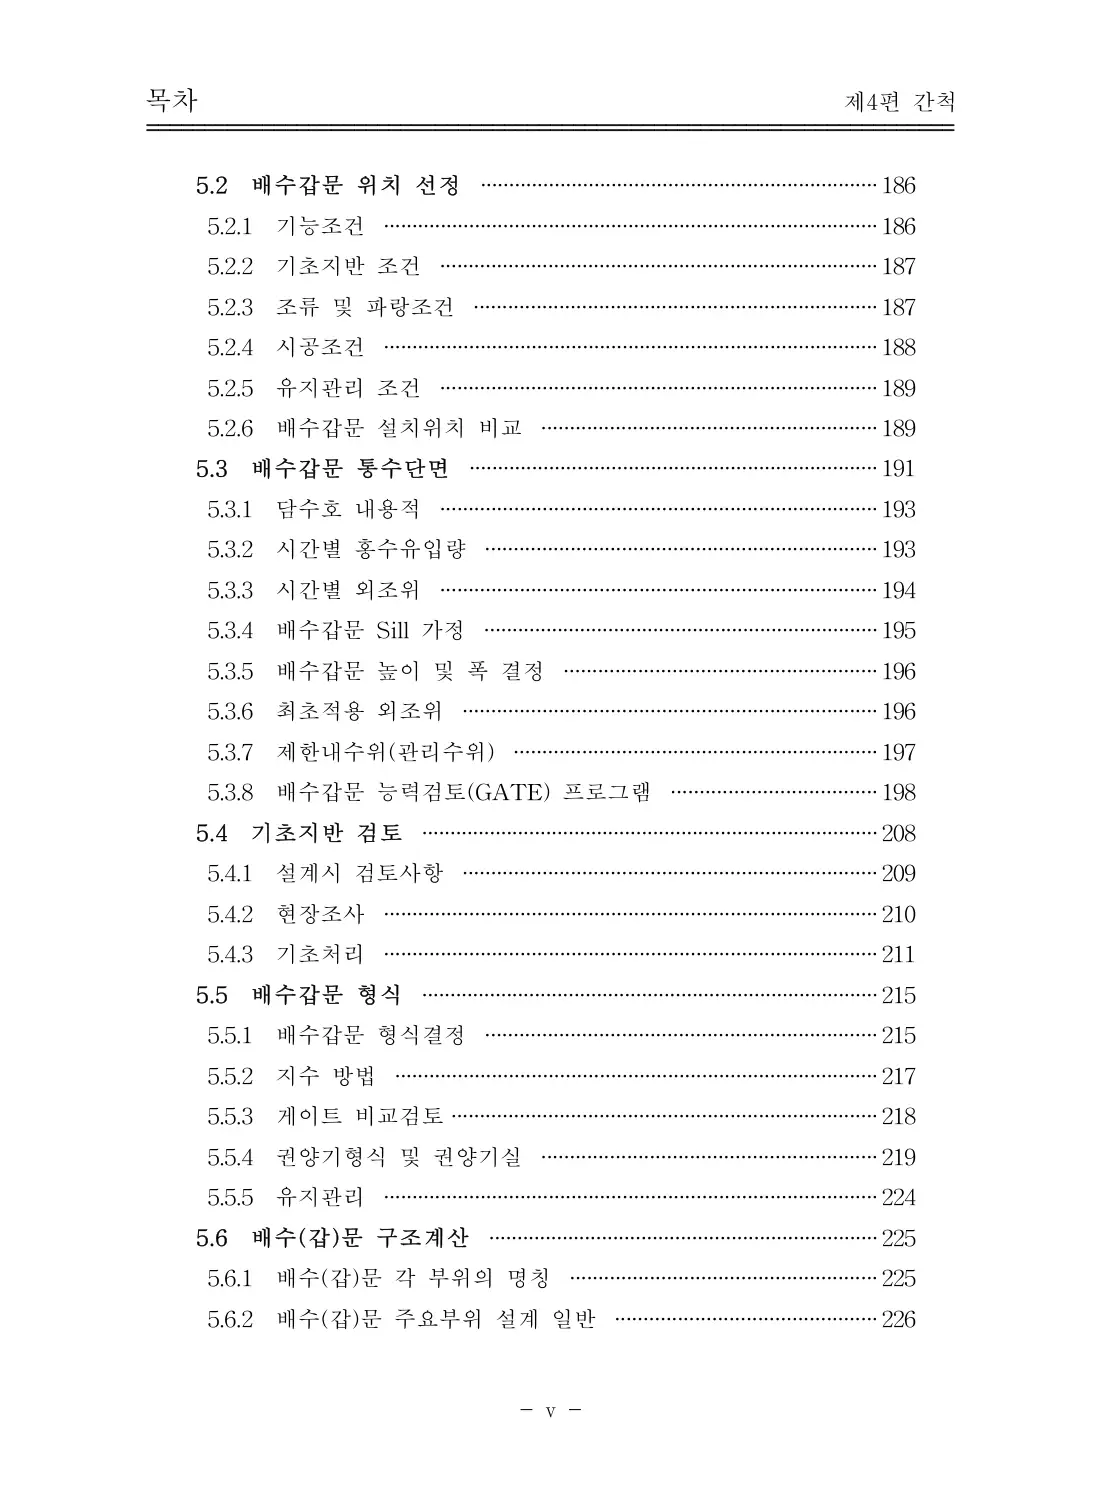 목차 제4편 간척
5.2 배수갑문 위치 선정 ························ 186
5.2.1 기능조건 ························ 186
5.2.2 기초지반 조건 ························ 187
5.2.3 조류 및 파랑조건 ························ 187
5.2.4 시공조건 ························ 188
5.2.5 유지관리 조건 ························ 189
5.2.6 배수갑문 설치위치 비교 ························ 189
5.3 배수갑문 통수단면 ························ 191
5.3.1 담수호 내용적 ························ 193
5.3.2 시간별 홍수유입량 ························ 193
5.3.3 시간별 외조위 ························ 194
5.3.4 배수갑문 Sill 가정 ························ 195
5.3.5 배수갑문 높이 및 폭 결정 ························ 196
5.3.6 최초적용 외조위 ························ 196
5.3.7 제한내수위(관리수위) ························ 197
5.3.8 배수갑문 능력검토(GATE) 프로그램 ························ 198
5.4 기초지반 검토 ························ 208
5.4.1 설계시 검토사항 ························ 209
5.4.2 현장조사 ························ 210
5.4.3 기초처리 ························ 211
5.5 배수갑문 형식 ························ 215
5.5.1 배수갑문 형식결정 ························ 215
5.5.2 지수 방법 ························ 217
5.5.3 게이트 비교검토 ························ 218
5.5.4 권양기형식 및 권양기실 ························ 219
5.5.5 유지관리 ························ 224
5.6 배수(갑)문 구조계산 ························ 225
5.6.1 배수(갑)문 각 부위의 명칭 ························ 225
5.6.2 배수(갑)문 주요부위 설계 일반 ························ 226
- v -